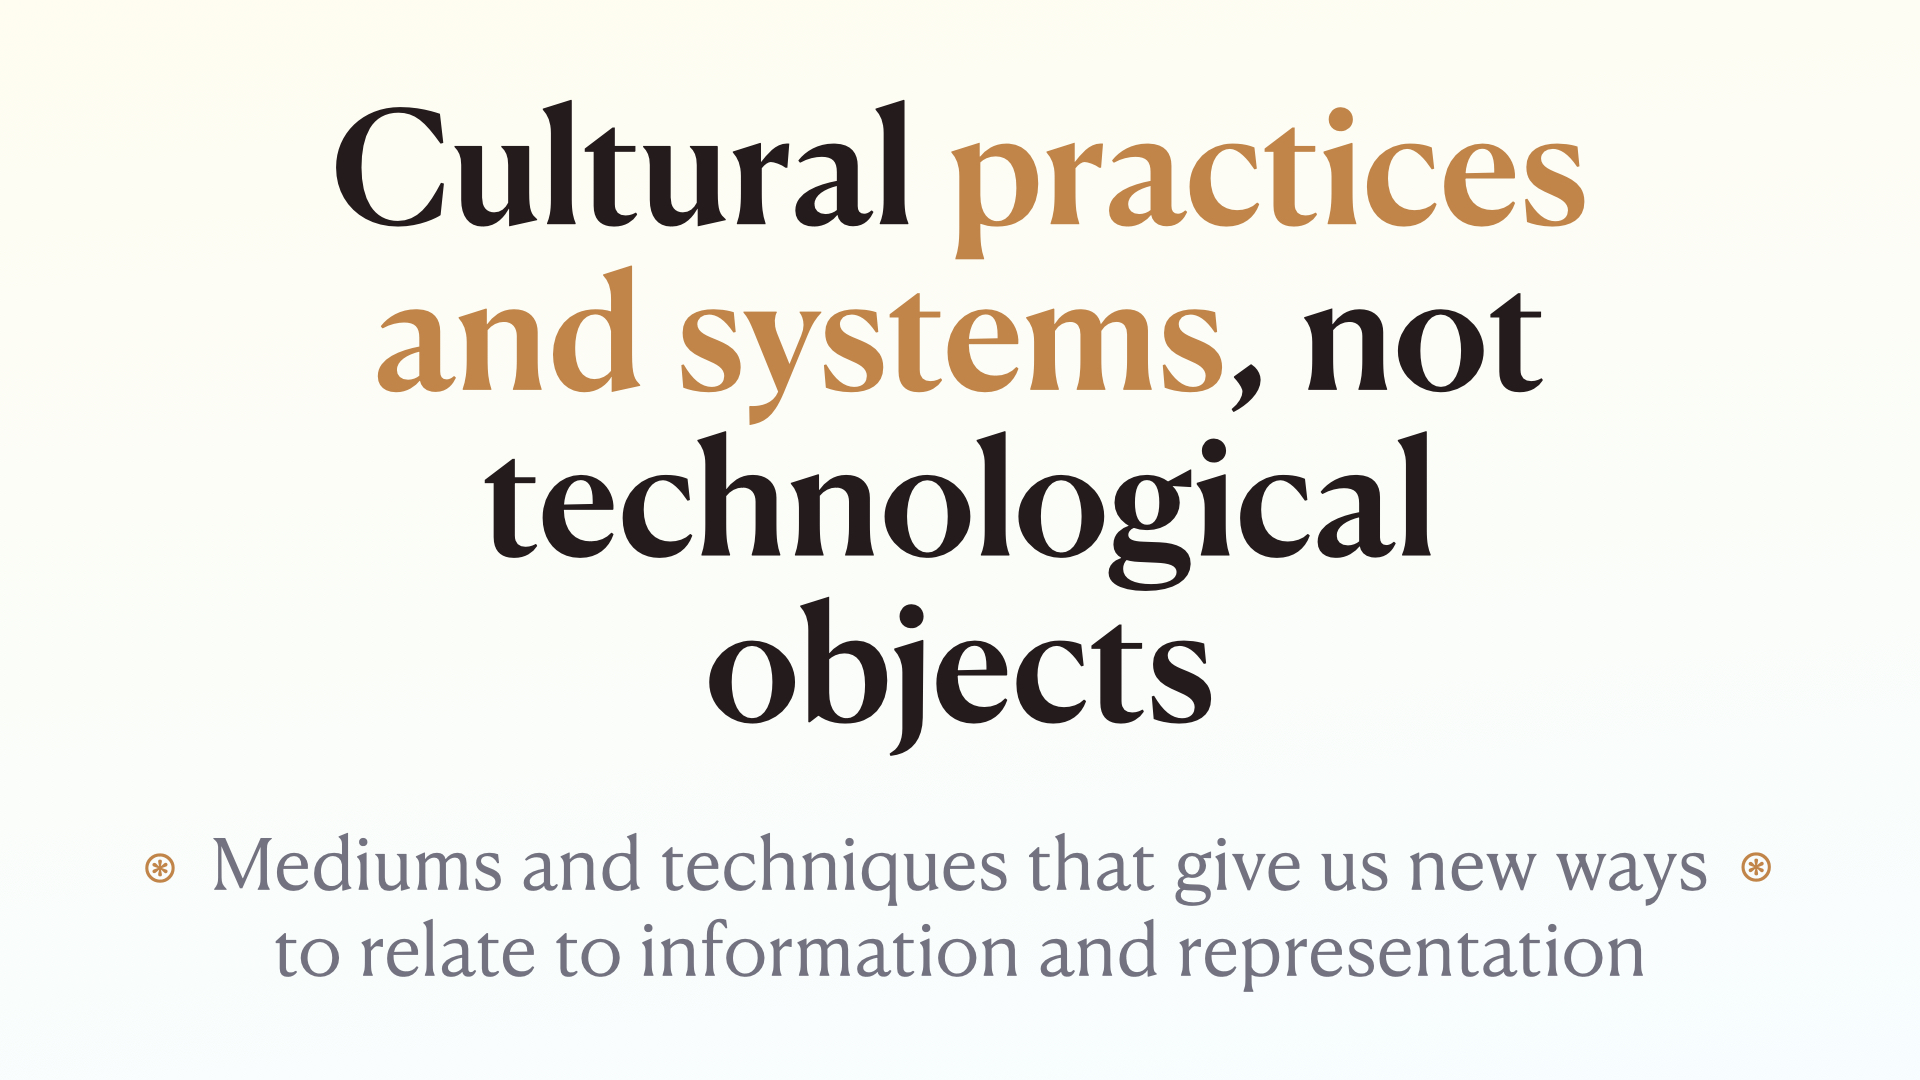 Cultural practices
and systems, not
technological
objects
Mediums and techniques that give us new ways
to relate to information and representation